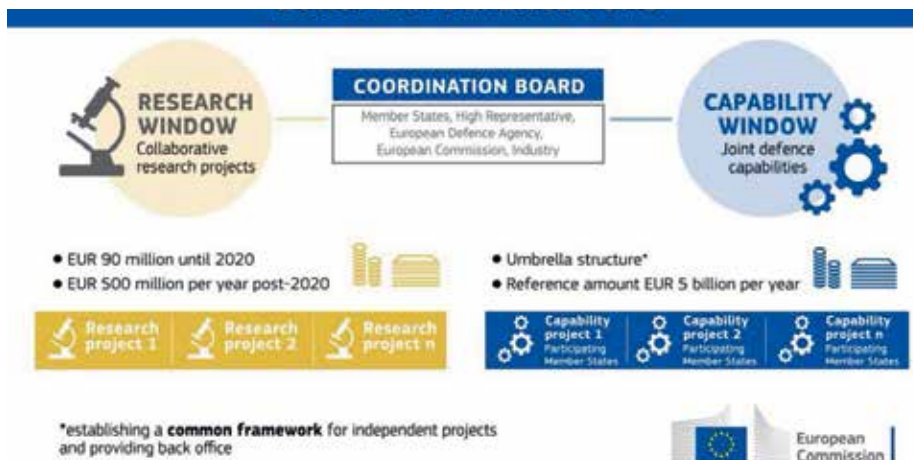 RESEARCH
WINDOW
Collaborative
research projects
COORDINATION BOARD
Member States, High Representative,
European Defence Agency,
European Commission, Industry
CAPABILITY
WINDOW
Joint defence
capabilities
● EUR 90 million until 2020
● EUR 500 million per year post-2020
● Umbrella structure*
● Reference amount EUR 5 billion per year
Research
project 1
Research
project 2
Research
project n
Capability
project 1
Participating
Member States
Capability
project 2
Participating
Member States
Capability
project n
Participating
Member States
*establishing a common framework for independent projects
and providing back office
European
Commission